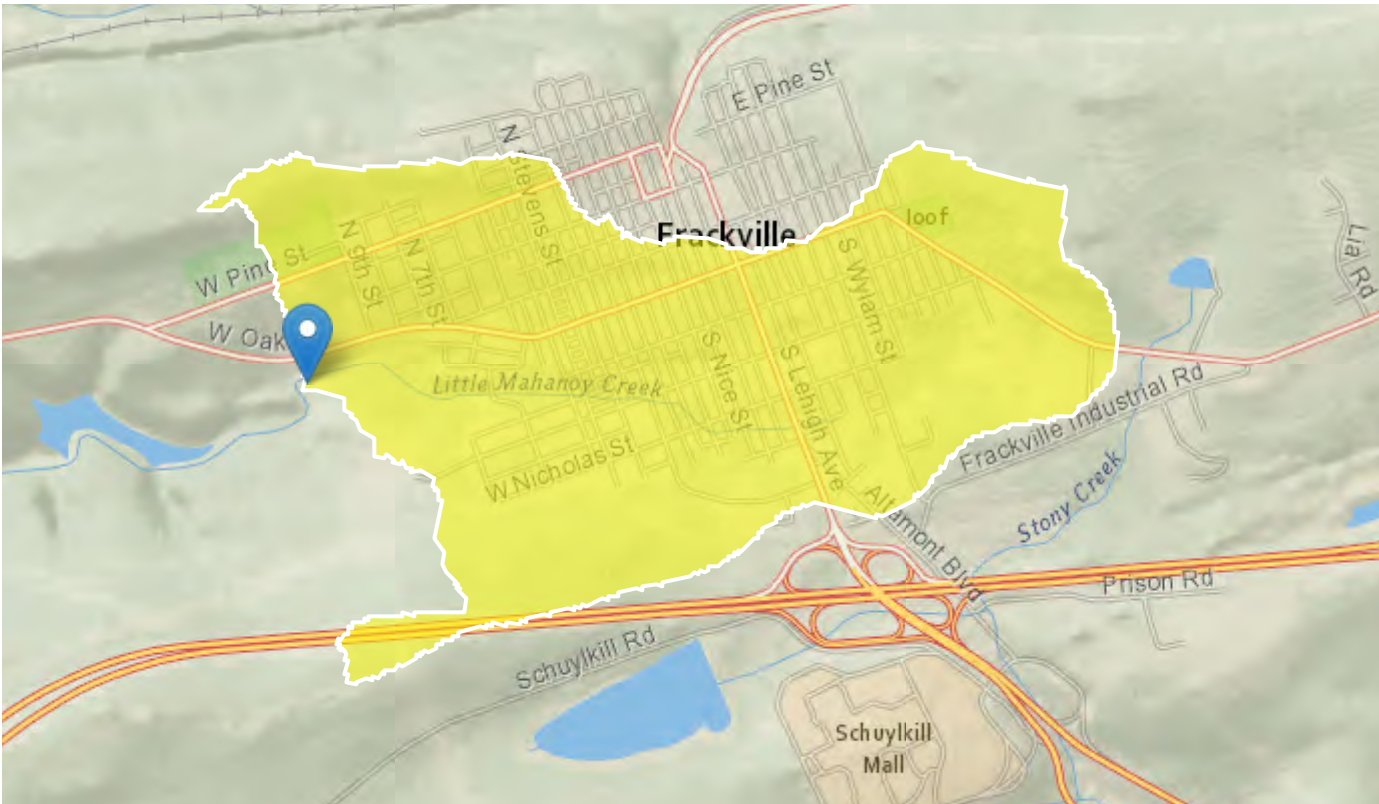 E Pine St
N Stevens St
Frackville
loof
Lia Rd
N 9th St
N 7th St
W Pine St
S Wylam St
W Oak
S Nice St
S Lehigh Ave
Little Mahanoy Creek
Frackville Industrial Rd
W Nicholas St
Altamont Blvd
Stony Creek
Prison Rd
Schuylkill Rd
Schuylkill
Mall